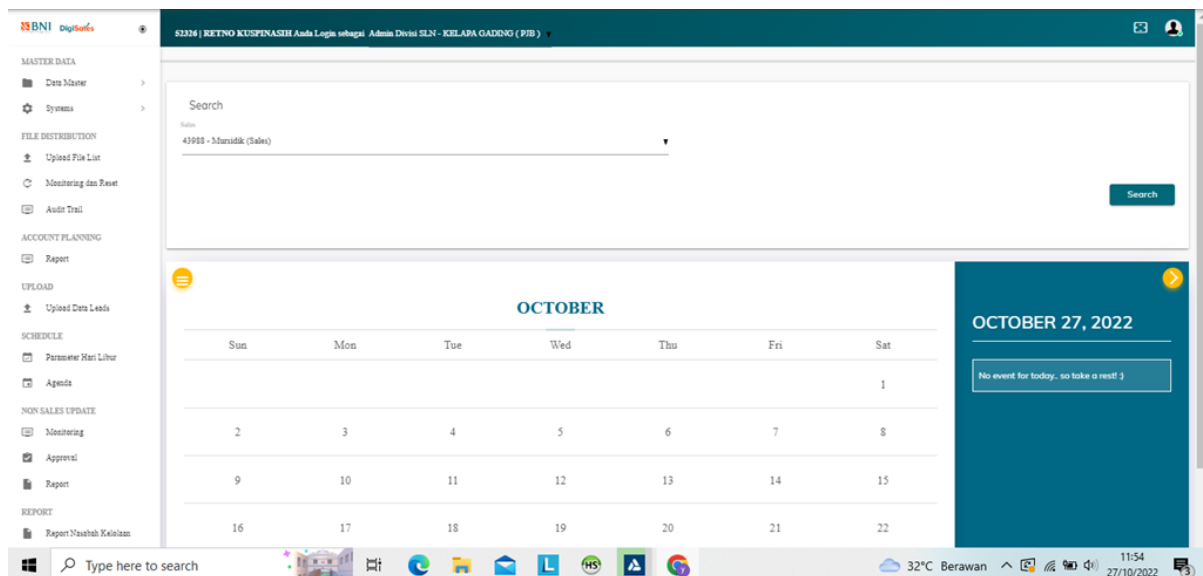 BNI DigiSales
52326 | RETNO KUSPINASIH Anda Login sebagai Admin Divisi SLN - KELAPA GADING ( PJB )
MASTER DATA
Data Master
Systems
FILE DISTRIBUTION
Upload File List
Monitoring dan Reset
Audit Trail
ACCOUNT PLANNING
Report
UPLOAD
Upload Data Leads
SCHEDULE
Parameter Hari Libur
Agenda
NON SALES UPDATE
Monitoring
Approval
Report
REPORT
Report Nasabah Kelolaan
Search
Sales
43988 - Mursidik (Sales)
Search
OCTOBER
Sun Mon Tue Wed Thu Fri Sat
1
2 3 4 5 6 7 8
9 10 11 12 13 14 15
16 17 18 19 20 21 22
OCTOBER 27, 2022
No event for today.. so take a rest! :)
Type here to search
L
HS
32°C Berawan
11:54
27/10/2022
3